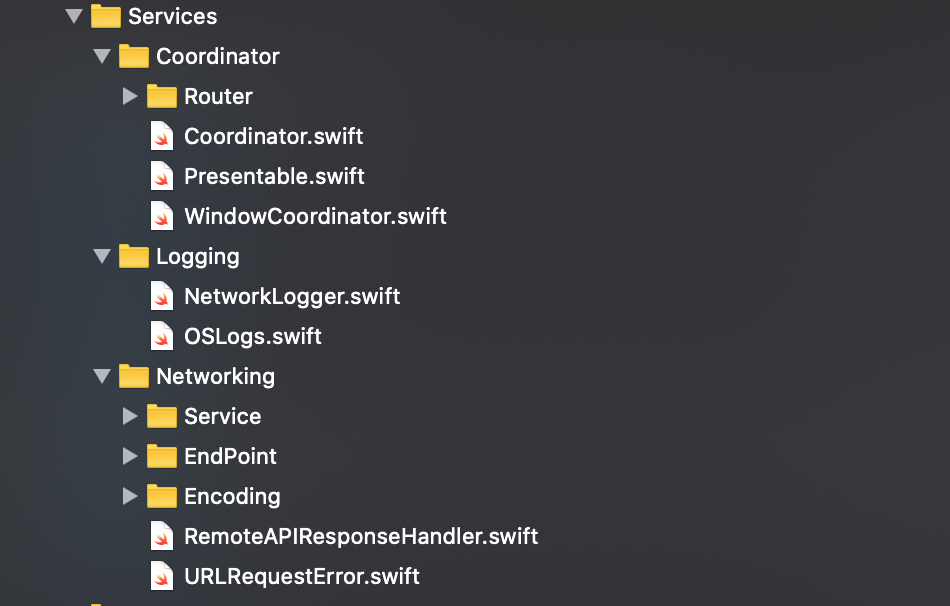 Services
Coordinator
Router
Coordinator.swift
Presentable.swift
WindowCoordinator.swift
Logging
NetworkLogger.swift
OSLogs.swift
Networking
Service
EndPoint
Encoding
RemoteAPIResponseHandler.swift
URLRequestError.swift